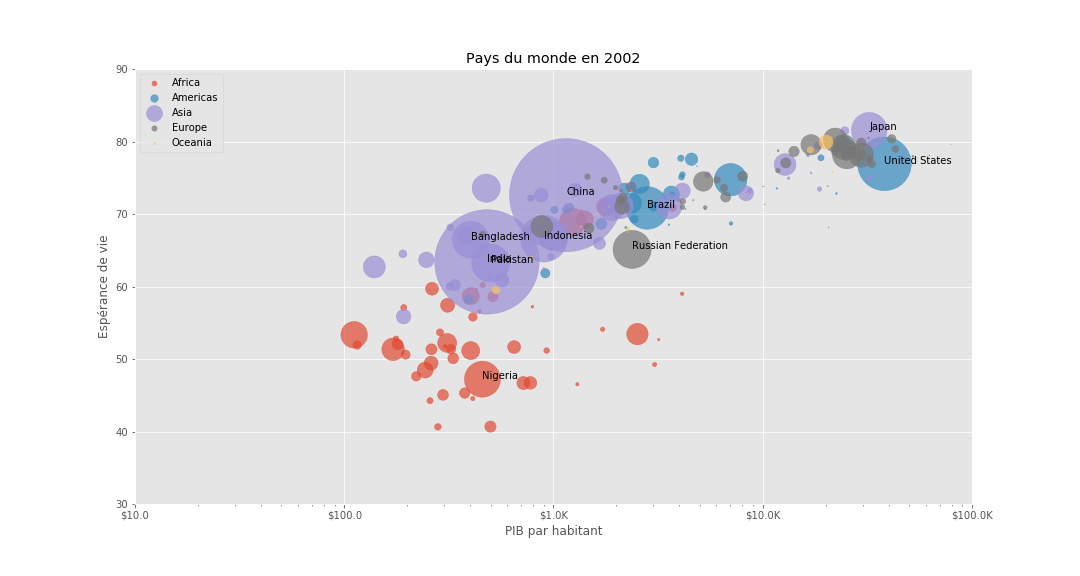 Pays du monde en 2002
Espérance de vie
90
80
70
60
50
40
30
Africa
Americas
Asia
Europe
Oceania
Japan
United States
China
Brazil
Bangladesh
Indonesia
Russian Federation
India
Pakistan
Nigeria
$10.0
$100.0
$1.0K
$10.0K
$100.0K
PIB par habitant